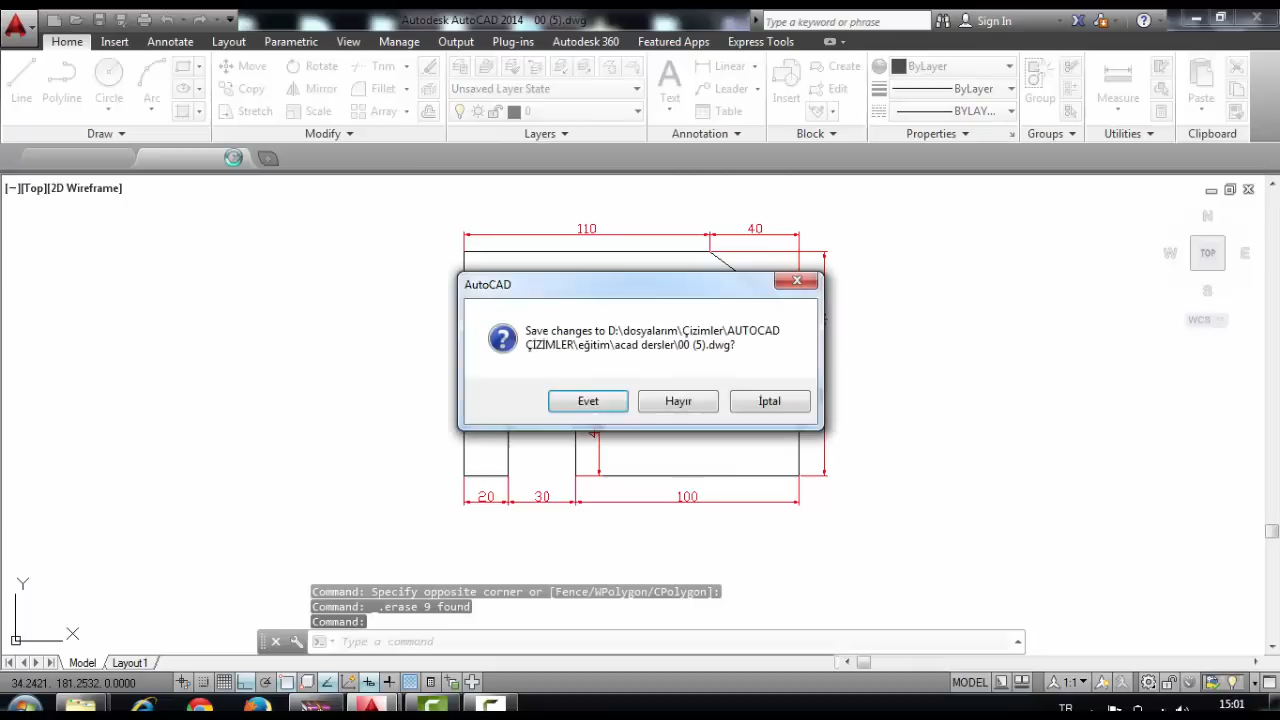 Autodesk AutoCAD 2014 00 (5).dwg
Type a keyword or phrase
Sign In
Home Insert Annotate Layout Parametric View Manage Output Plug-ins Autodesk 360 Featured Apps Express Tools
Line Polyline Circle Arc
Move Rotate Trim
Copy Mirror Fillet
Stretch Scale Array
Unsaved Layer State
0
Text
Linear
Leader
Table
Insert
Create
Edit
ByLayer
ByLayer
BYLAY...
Group
Measure
Paste
Draw Modify Layers Annotation Block Properties Groups Utilities Clipboard
[−][Top][2D Wireframe]
N
W TOP E
S
WCS
110 40
AutoCAD
Save changes to D:\dosyalarım\Çizimler\AUTOCAD
ÇİZİMLER\eğitim\acad dersler\00 (5).dwg?
Evet Hayır İptal
20 30 100
Y
X
Command: Specify opposite corner or [Fence/WPolygon/CPolygon]:
Command: _.erase 9 found
Command:
Type a command
Model Layout1
34.2421, 181.2532, 0.0000
MODEL
1:1
TR
15:01